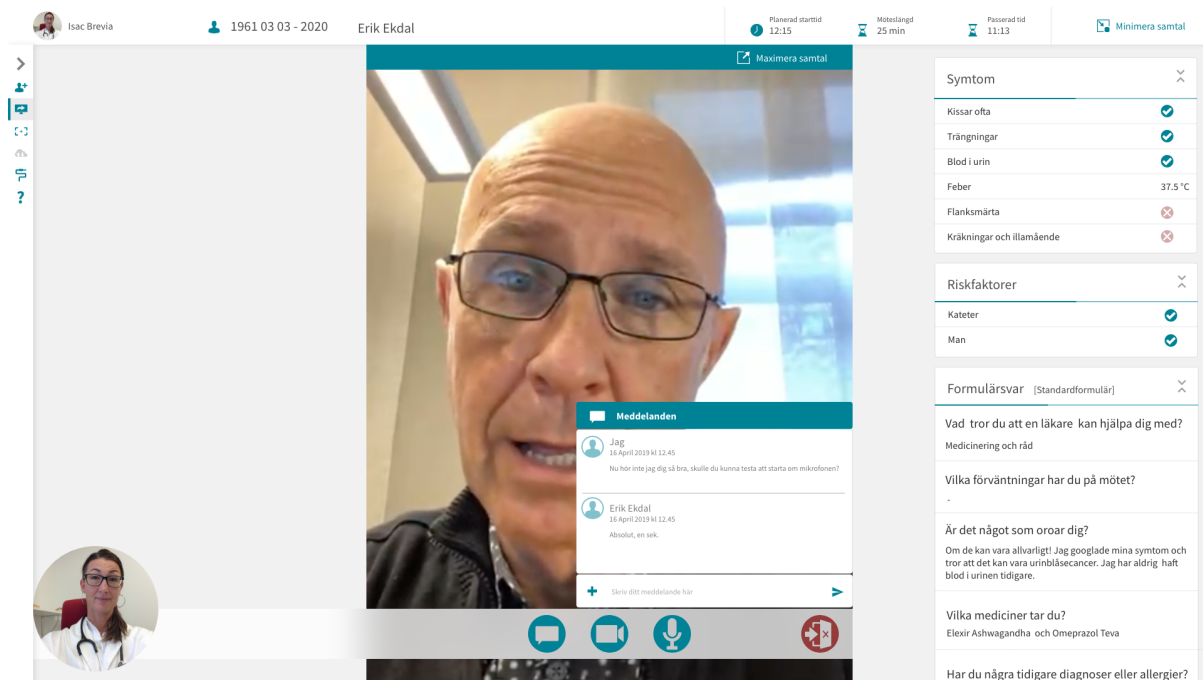 Isac Brevia
1961 03 03 - 2020
Erik Ekdal
Planerad starttid
12:15
Möteslängd
25 min
Passerad tid
11:13
Minimera samtal
Maximera samtal
?
Meddelanden
Jag
16 April 2019 kl 12.45
Nu hör inte jag dig så bra, skulle du kunna testa att starta om mikrofonen?
Erik Ekdal
16 April 2019 kl 12.45
Absolut, en sek.
Skriv ditt meddelande här
Symtom
Kissar ofta
Trängningar
Blod i urin
Feber 37.5 °C
Flanksmärta
Kräkningar och illamående
Riskfaktorer
Kateter
Man
Formulärsvar [Standardformulär]
Vad tror du att en läkare kan hjälpa dig med?
Medicinering och råd
Vilka förväntningar har du på mötet?
-
Är det något som oroar dig?
Om de kan vara allvarligt! Jag googlade mina symtom och
tror att det kan vara urinblåsecancer. Jag har aldrig haft
blod i urinen tidigare.
Vilka mediciner tar du?
Elexir Ashwagandha och Omeprazol Teva
Har du några tidigare diagnoser eller allergier?